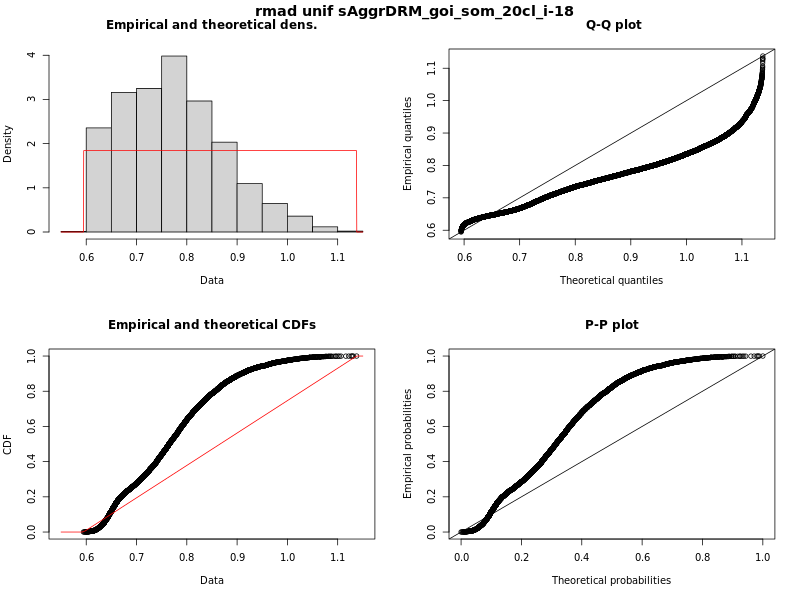 rmad unif sAggrDRM_goi_som_20cl_i-18
Empirical and theoretical dens.
Density
0 1 2 3 4
0.6 0.7 0.8 0.9 1.0 1.1
Data
Q-Q plot
Empirical quantiles
0.6 0.7 0.8 0.9 1.0 1.1
0.6 0.7 0.8 0.9 1.0 1.1
Theoretical quantiles
Empirical and theoretical CDFs
CDF
0.0 0.2 0.4 0.6 0.8 1.0
0.6 0.7 0.8 0.9 1.0 1.1
Data
P-P plot
Empirical probabilities
0.0 0.2 0.4 0.6 0.8 1.0
0.0 0.2 0.4 0.6 0.8 1.0
Theoretical probabilities